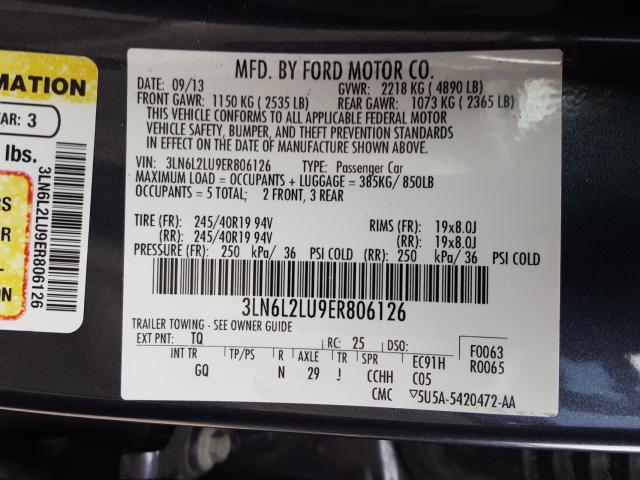 MFD. BY FORD MOTOR CO.
DATE: 09/13 GVWR: 2218 KG ( 4890 LB)
FRONT GAWR: 1150 KG ( 2535 LB) REAR GAWR: 1073 KG ( 2365 LB)
THIS VEHICLE CONFORMS TO ALL APPLICABLE FEDERAL MOTOR
VEHICLE SAFETY, BUMPER, AND THEFT PREVENTION STANDARDS
IN EFFECT ON THE DATE OF MANUFACTURE SHOWN ABOVE.
VIN: 3LN6L2LU9ER806126 TYPE: Passenger Car
MAXIMUM LOAD = OCCUPANTS + LUGGAGE = 385KG/ 850LB
OCCUPANTS = 5 TOTAL; 2 FRONT, 3 REAR
TIRE (FR): 245/40R19 94V RIMS (FR): 19x8.0J
(RR): 245/40R19 94V (RR): 19x8.0J
PRESSURE (FR): 250 kPa/ 36 PSI COLD (RR): 250 kPa/ 36 PSI COLD
3LN6L2LU9ER806126
TRAILER TOWING - SEE OWNER GUIDE
EXT PNT: TQ RC: 25 DSO: F0063
R0065
INT TR TP/PS R AXLE TR SPR EC91H
GQ N 29 J CCHH C05
CMC ▽5U5A-5420472-AA
MATION
AR: 3
lbs.
RS
R
L
ON
3LN6L2LU9ER806126